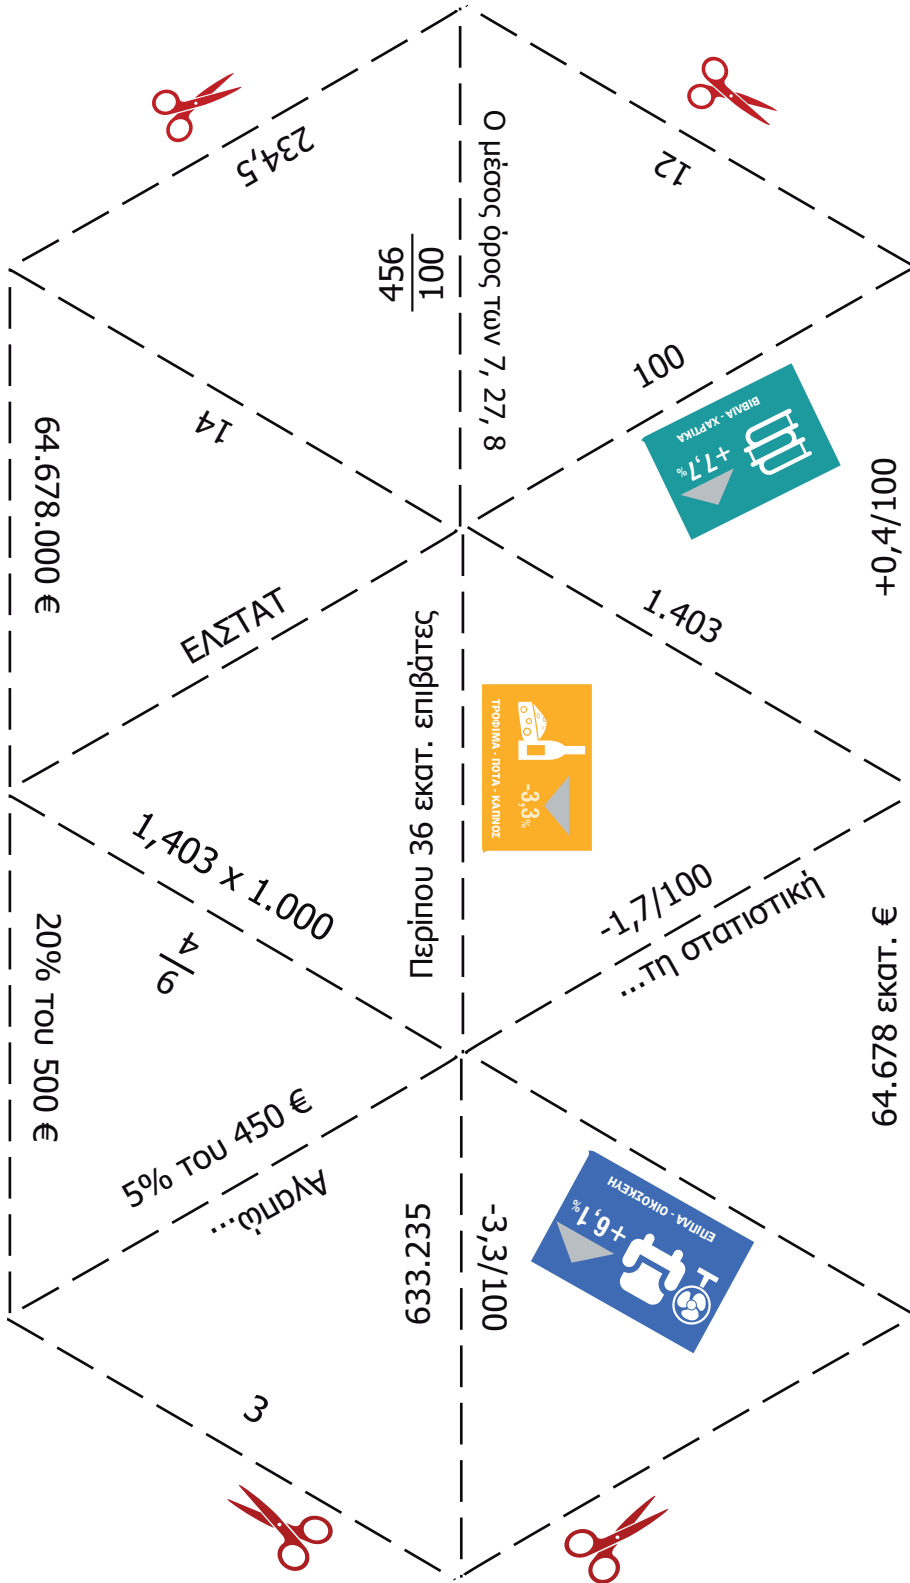 234,5
12
Ο μέσος όρος των 7, 27, 8
456
100
100
14
ΒΙΒΛΙΑ - ΧΑΡΤΙΚΑ
+7,7%
+0,4/100
64.678.000 €
ΕΛΣΤΑΤ
1.403
Περίπου 36 εκατ. επιβάτες
ΤΡΟΦΙΜΑ - ΠΟΤΑ - ΚΑΠΝΟΣ
-3,3%
1,403 x 1.000
-1,7/100
...τη στατιστική
64.678 εκατ. €
20% του 500 €
5% του 450 €
Αγαπώ...
633.235
-3,3/100
ΕΠΙΠΛΑ - ΟΙΚΟΣΚΕΥΗ
+6,1%
3